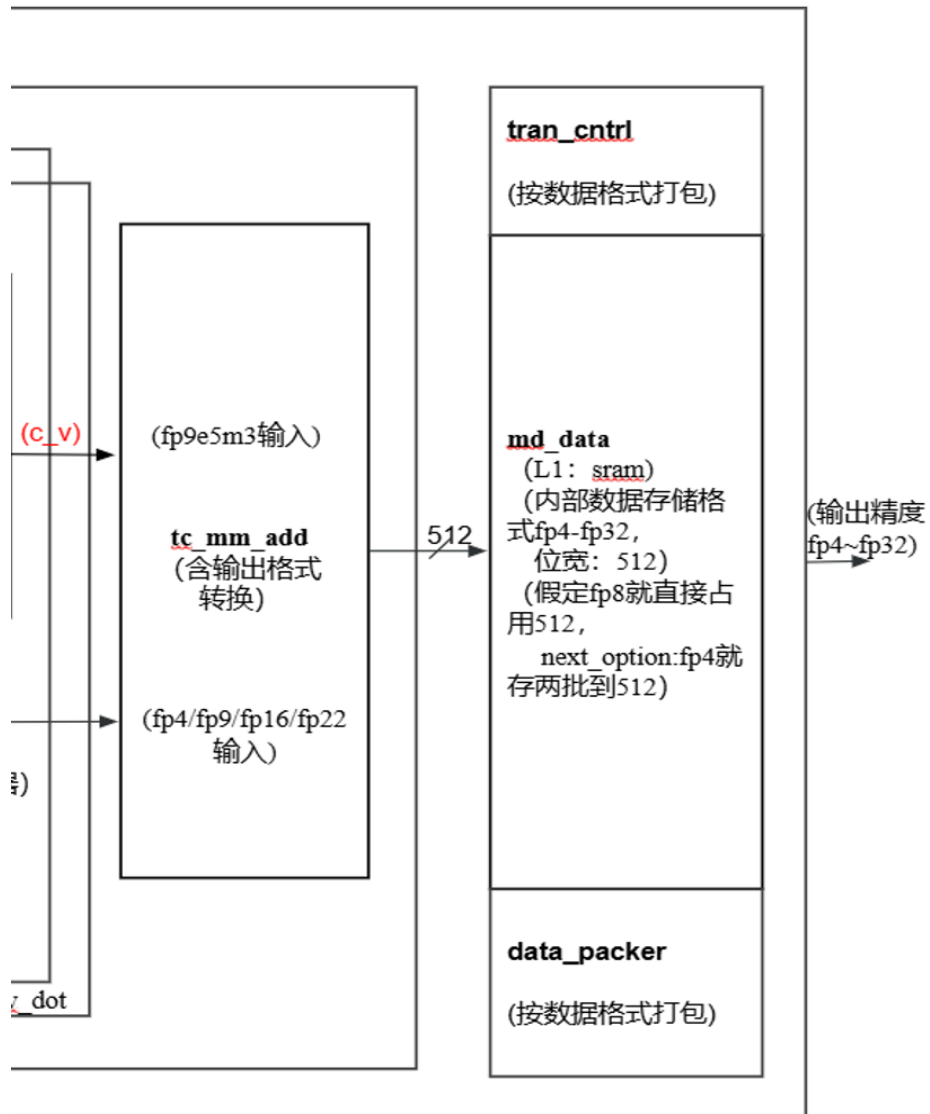 tran_cntrl
(按数据格式打包)
(c_v)
(fp9e5m3输入)
tc_mm_add
(含输出格式
转换)
(fp4/fp9/fp16/fp22
输入)
器)
_dot
512
md_data
(L1：sram)
(内部数据存储格
式fp4-fp32,
位宽：512)
(假定fp8就直接占
用512,
next_option:fp4就
存两批到512)
(输出精度
fp4~fp32)
data_packer
(按数据格式打包)